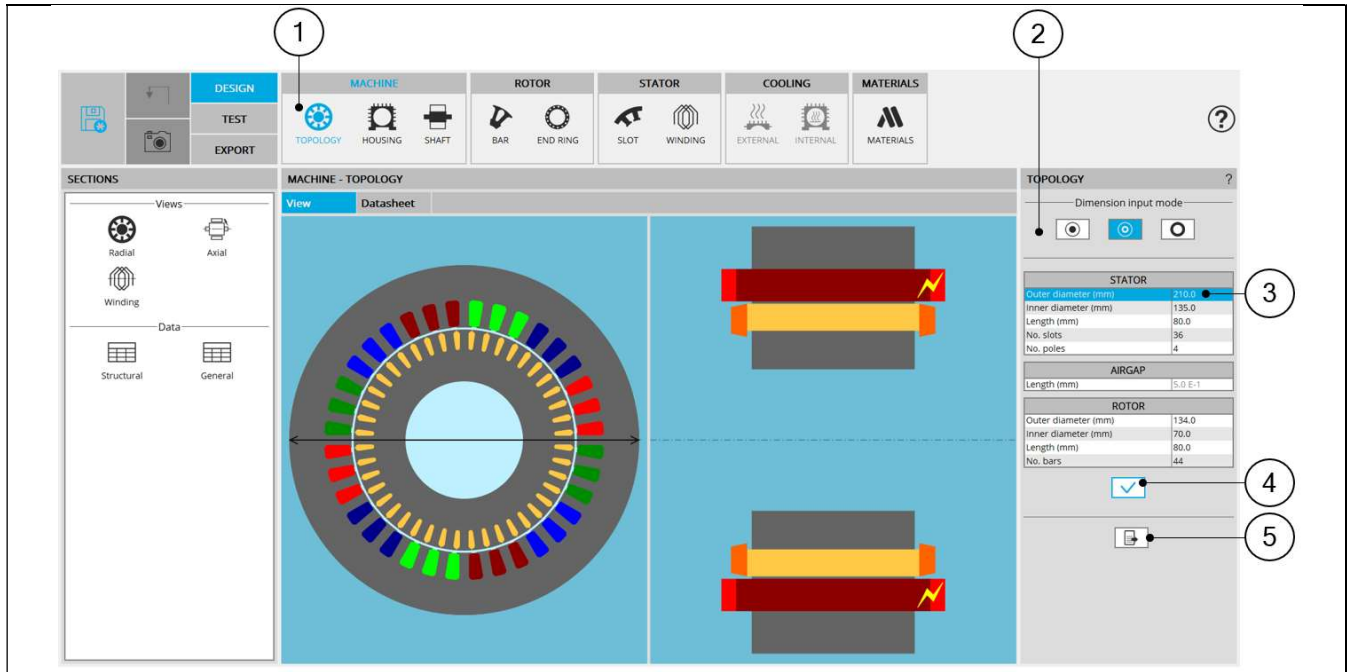 1
2
DESIGN
TEST
EXPORT
MACHINE
TOPOLOGY
HOUSING
SHAFT
ROTOR
BAR
END RING
STATOR
SLOT
WINDING
COOLING
EXTERNAL
INTERNAL
MATERIALS
MATERIALS
?
SECTIONS
Views
Radial
Axial
Winding
Data
Structural
General
MACHINE - TOPOLOGY
View
Datasheet
TOPOLOGY ?
Dimension input mode
STATOR
Outer diameter (mm) 210.0
Inner diameter (mm) 135.0
Length (mm) 80.0
No. slots 36
No. poles 4
AIRGAP
Length (mm) 5.0 E-1
ROTOR
Outer diameter (mm) 134.0
Inner diameter (mm) 70.0
Length (mm) 80.0
No. bars 44
3
4
5